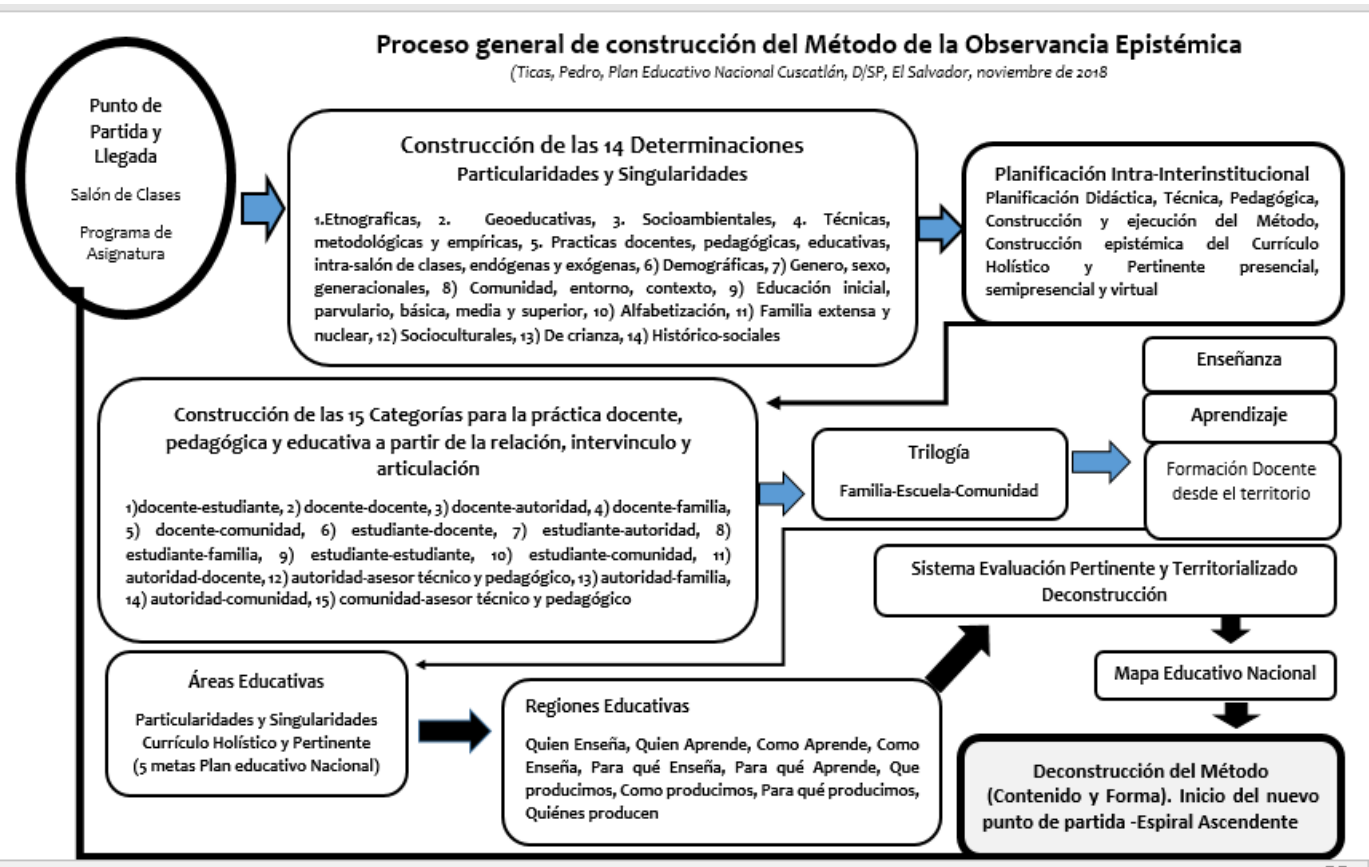 Proceso general de construcción del Método de la Observancia Epistémica
(Ticas, Pedro, Plan Educativo Nacional Cuscatlán, D/SP, El Salvador, noviembre de 2018
Punto de
Partida y
Llegada
Salón de Clases
Programa de
Asignatura
Construcción de las 14 Determinaciones
Particularidades y Singularidades
1.Etnograficas, 2. Geoeducativas, 3. Socioambientales, 4. Técnicas,
metodológicas y empíricas, 5. Practicas docentes, pedagógicas, educativas,
intra-salón de clases, endógenas y exógenas, 6) Demográficas, 7) Genero, sexo,
generacionales, 8) Comunidad, entorno, contexto, 9) Educación inicial,
parvulario, básica, media y superior, 10) Alfabetización, 11) Familia extensa y
nuclear, 12) Socioculturales, 13) De crianza, 14) Histórico-sociales
Planificación Intra-Interinstitucional
Planificación Didáctica, Técnica, Pedagógica,
Construcción y ejecución del Método,
Construcción epistémica del Currículo
Holístico y Pertinente presencial,
semipresencial y virtual
Construcción de las 15 Categorías para la práctica docente,
pedagógica y educativa a partir de la relación, intervinculo y
articulación
1)docente-estudiante, 2) docente-docente, 3) docente-autoridad, 4) docente-familia,
5) docente-comunidad, 6) estudiante-docente, 7) estudiante-autoridad, 8)
estudiante-familia, 9) estudiante-estudiante, 10) estudiante-comunidad, 11)
autoridad-docente, 12) autoridad-asesor técnico y pedagógico, 13) autoridad-familia,
14) autoridad-comunidad, 15) comunidad-asesor técnico y pedagógico
Trilogía
Familia-Escuela-Comunidad
Enseñanza
Aprendizaje
Formación Docente
desde el territorio
Áreas Educativas
Particularidades y Singularidades
Currículo Holístico y Pertinente
(5 metas Plan educativo Nacional)
Regiones Educativas
Quien Enseña, Quien Aprende, Como Aprende, Como
Enseña, Para qué Enseña, Para qué Aprende, Que
producimos, Como producimos, Para qué producimos,
Quiénes producen
Sistema Evaluación Pertinente y Territorializado
Deconstrucción
Mapa Educativo Nacional
Deconstrucción del Método
(Contenido y Forma). Inicio del nuevo
punto de partida -Espiral Ascendente